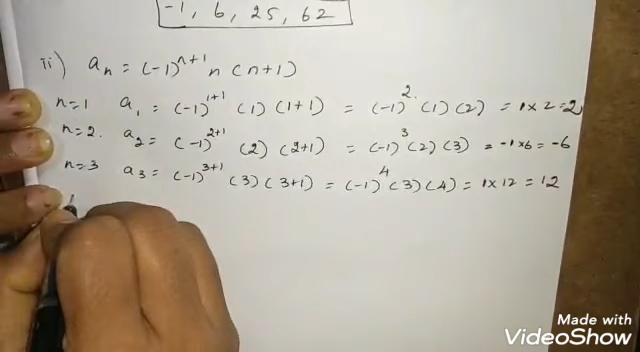 -1, 6, 25, 62
ii) aₙ = (-1)ⁿ⁺¹ n (n+1)
n=1 a₁ = (-1)¹⁺¹ (1) (1+1) = (-1)² (1) (2) = 1 x 2 = 2
n=2. a₂ = (-1)²⁺¹ (2) (2+1) = (-1)³ (2) (3) = -1 x 6 = -6
n=3 a₃ = (-1)³⁺¹ (3) (3+1) = (-1)⁴ (3) (4) = 1 x 12 = 12
Made with
VideoShow